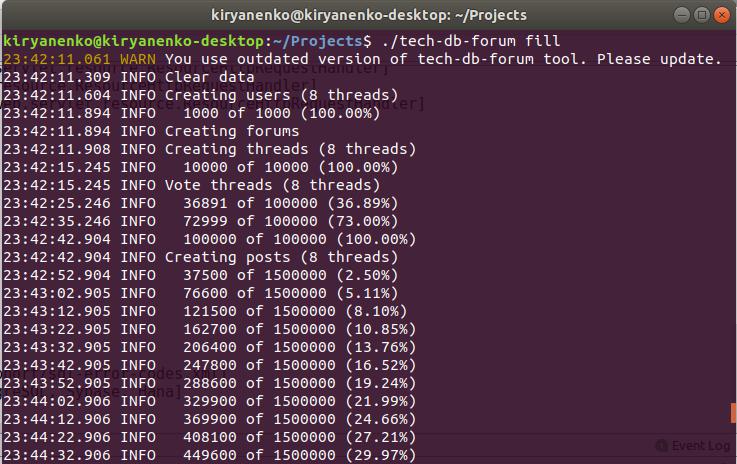 kiryanenko@kiryanenko-desktop: ~/Projects
kiryanenko@kiryanenko-desktop:~/Projects$ ./tech-db-forum fill
23:42:11.061 WARN You use outdated version of tech-db-forum tool. Please update.
23:42:11.309 INFO Clear data
23:42:11.604 INFO Creating users (8 threads)
23:42:11.894 INFO   1000 of 1000 (100.00%)
23:42:11.894 INFO Creating forums
23:42:11.908 INFO Creating threads (8 threads)
23:42:15.245 INFO   10000 of 10000 (100.00%)
23:42:15.245 INFO Vote threads (8 threads)
23:42:25.246 INFO   36891 of 100000 (36.89%)
23:42:35.246 INFO   72999 of 100000 (73.00%)
23:42:42.904 INFO   100000 of 100000 (100.00%)
23:42:42.904 INFO Creating posts (8 threads)
23:42:52.904 INFO   37500 of 1500000 (2.50%)
23:43:02.905 INFO   76600 of 1500000 (5.11%)
23:43:12.905 INFO   121500 of 1500000 (8.10%)
23:43:22.905 INFO   162700 of 1500000 (10.85%)
23:43:32.905 INFO   206400 of 1500000 (13.76%)
23:43:42.905 INFO   247800 of 1500000 (16.52%)
23:43:52.905 INFO   288600 of 1500000 (19.24%)
23:44:02.906 INFO   329900 of 1500000 (21.99%)
23:44:12.906 INFO   369900 of 1500000 (24.66%)
23:44:22.906 INFO   408100 of 1500000 (27.21%)
Event Log
23:44:32.906 INFO   449600 of 1500000 (29.97%)